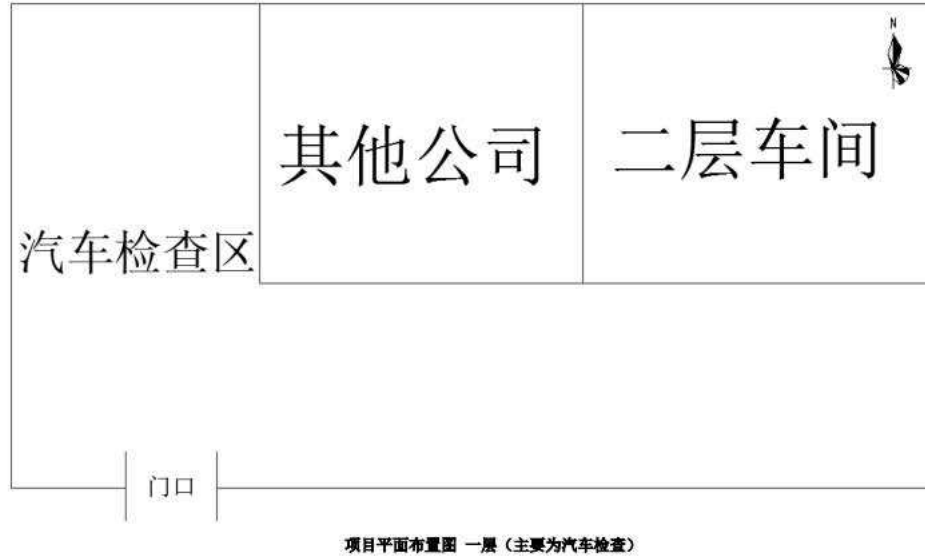 N
其他公司
二层车间
汽车检查区
门口
项目平面布置图 一层（主要为汽车检查）